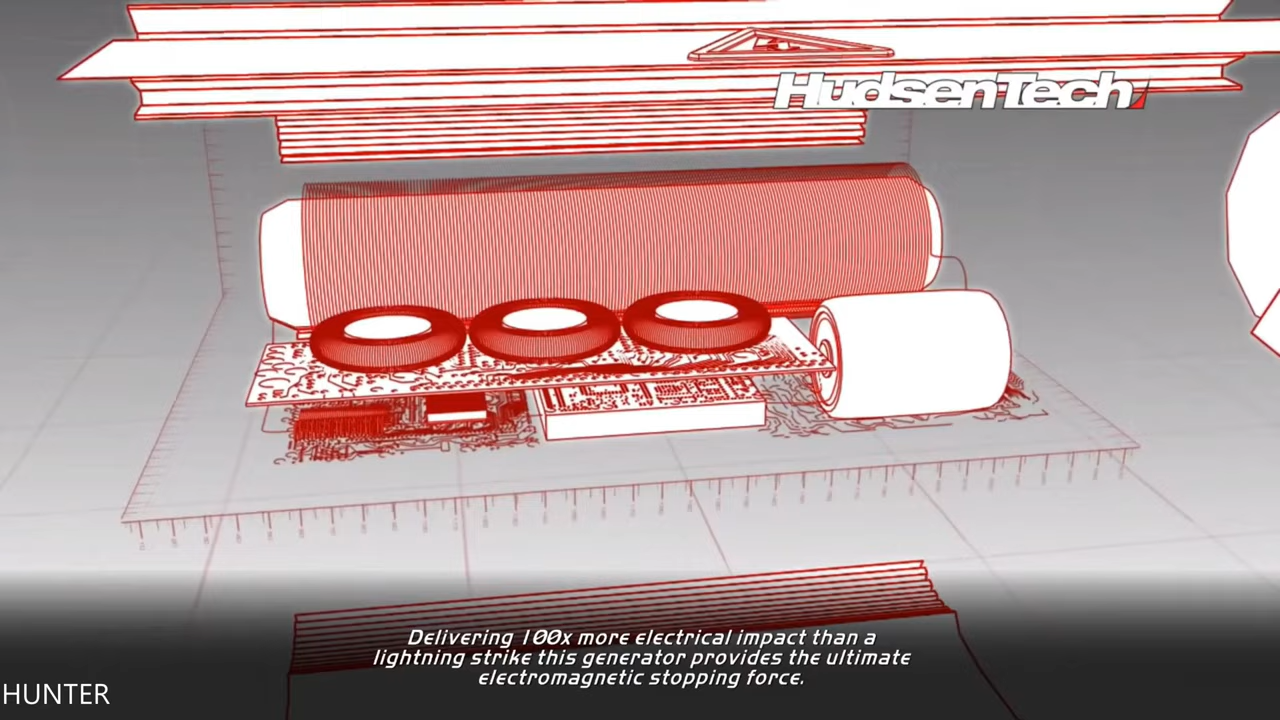 HudsenTech
Delivering 100x more electrical impact than a
lightning strike this generator provides the ultimate
electromagnetic stopping force.
HUNTER